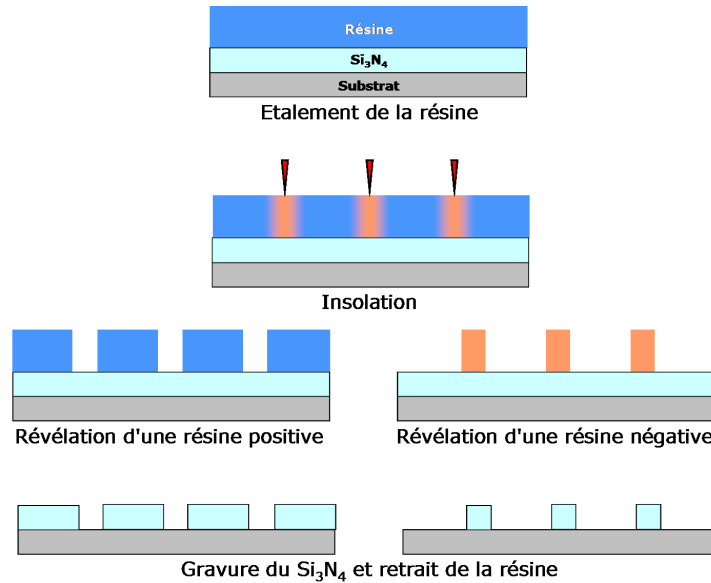 Résine
Si₃N₄
Substrat
Etalement de la résine
Insolation
Révélation d'une résine positive
Révélation d'une résine négative
Gravure du Si₃N₄ et retrait de la résine